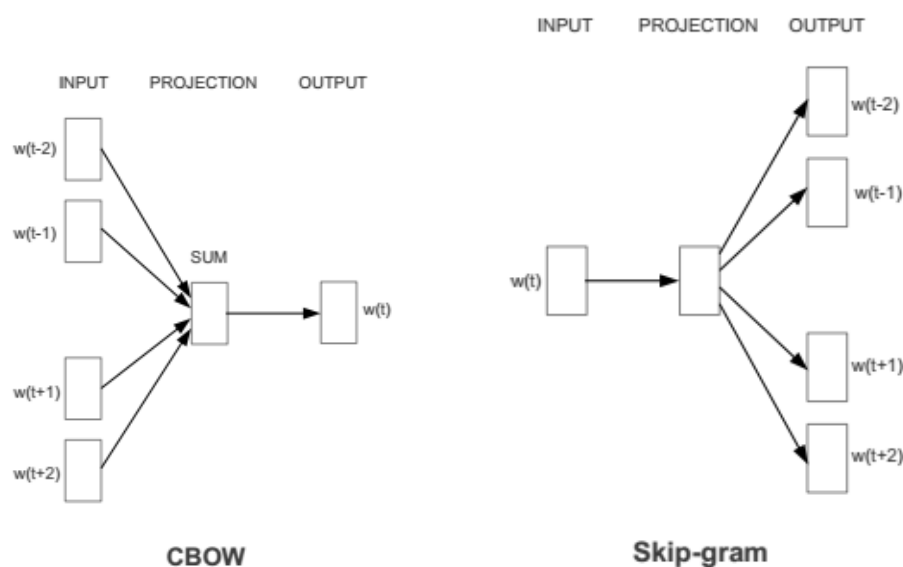 INPUT PROJECTION OUTPUT
w(t-2)
w(t-1)
SUM
w(t)
w(t+1)
w(t+2)
CBOW
INPUT PROJECTION OUTPUT
w(t-2)
w(t-1)
w(t)
w(t+1)
w(t+2)
Skip-gram